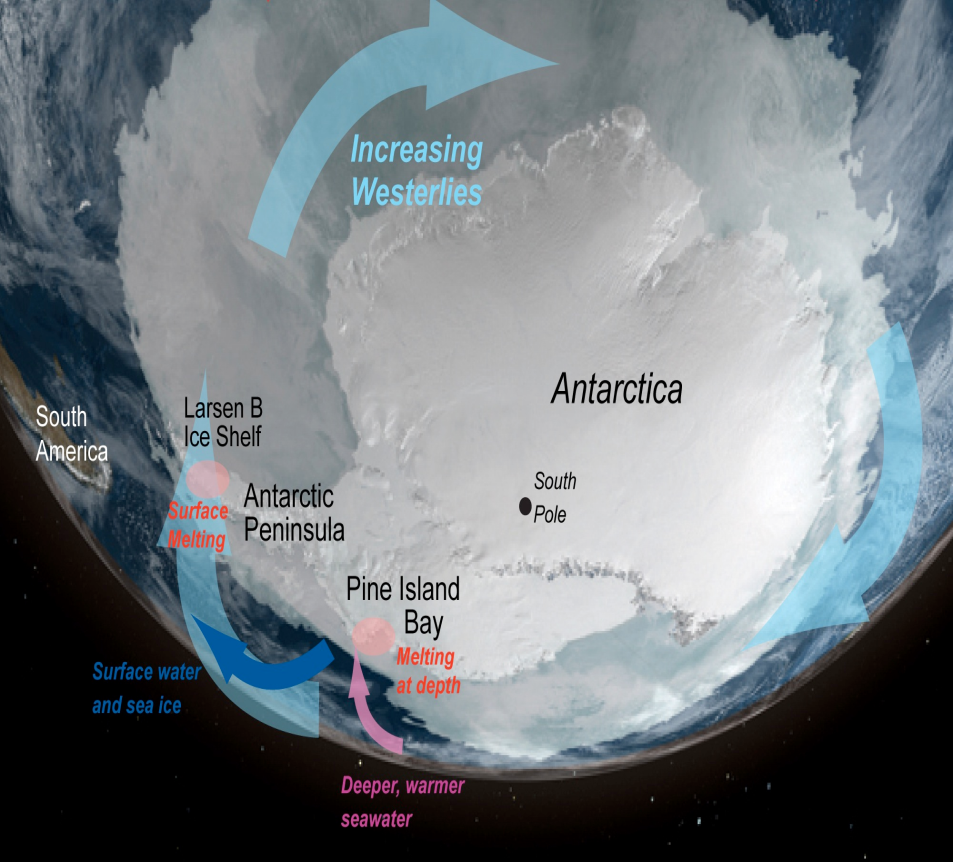 Increasing
Westerlies
Antarctica
South
America
Larsen B
Ice Shelf
Surface
Melting
Antarctic
Peninsula
South
Pole
Pine Island
Bay
Melting
at depth
Surface water
and sea ice
Deeper, warmer
seawater